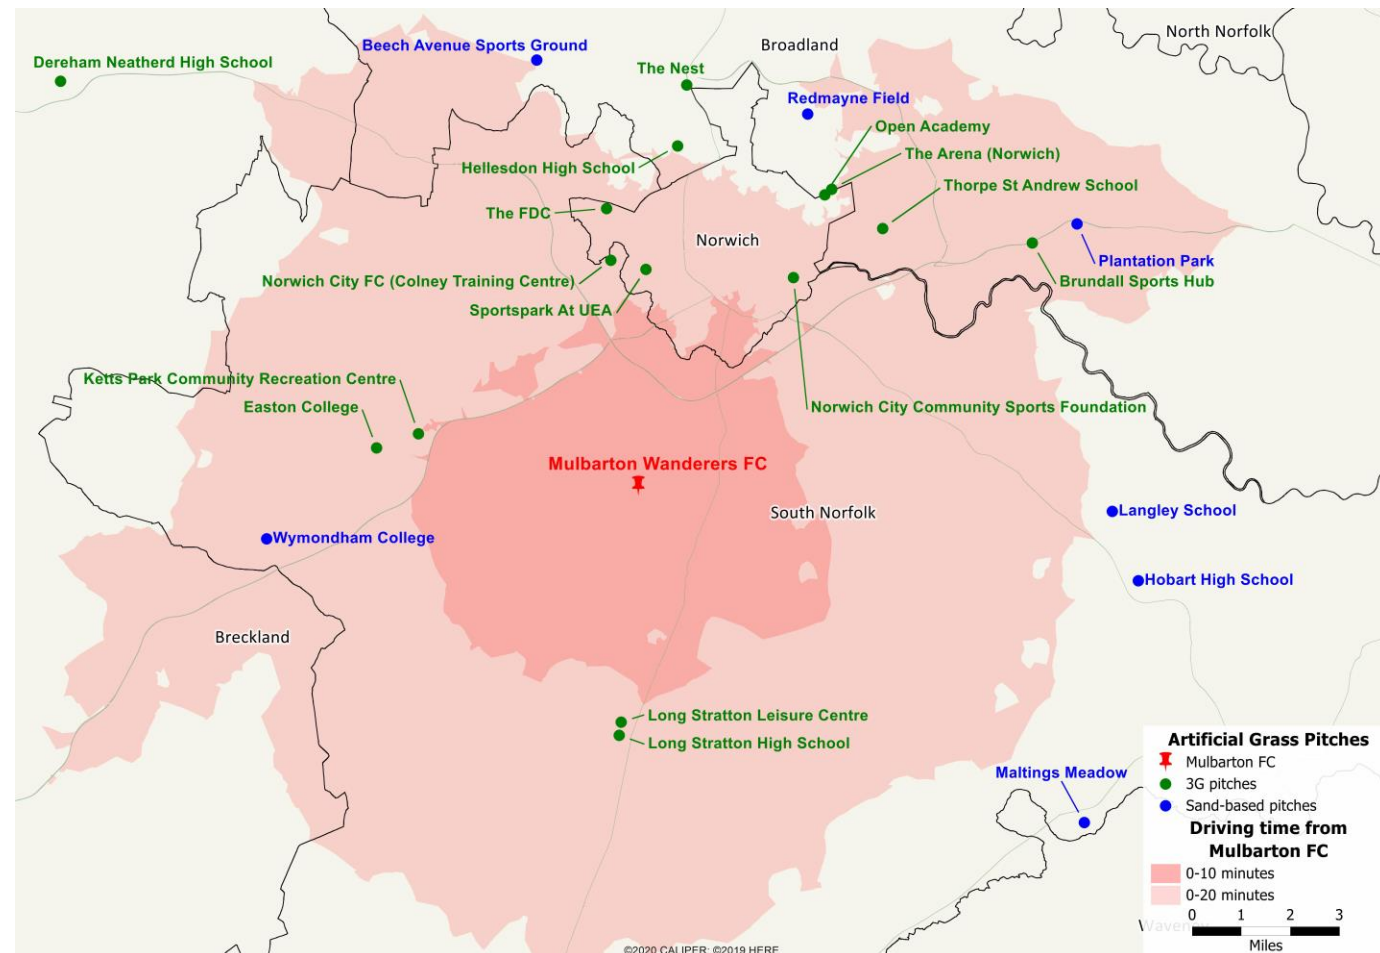 North Norfolk
Broadland
Beech Avenue Sports Ground
Dereham Neatherd High School
The Nest
Redmayne Field
Open Academy
The Arena (Norwich)
Hellesdon High School
Thorpe St Andrew School
The FDC
Norwich
Plantation Park
Norwich City FC (Colney Training Centre)
Brundall Sports Hub
Sportspark At UEA
Ketts Park Community Recreation Centre
Easton College
Norwich City Community Sports Foundation
Mulbarton Wanderers FC
South Norfolk
Langley School
Wymondham College
Hobart High School
Breckland
Long Stratton Leisure Centre
Long Stratton High School
Maltings Meadow
Artificial Grass Pitches
Mulbarton FC
3G pitches
Sand-based pitches
Driving time from
Mulbarton FC
0-10 minutes
0-20 minutes
0 1 2 3
Miles
©2020 CALIPER; ©2019 HERE